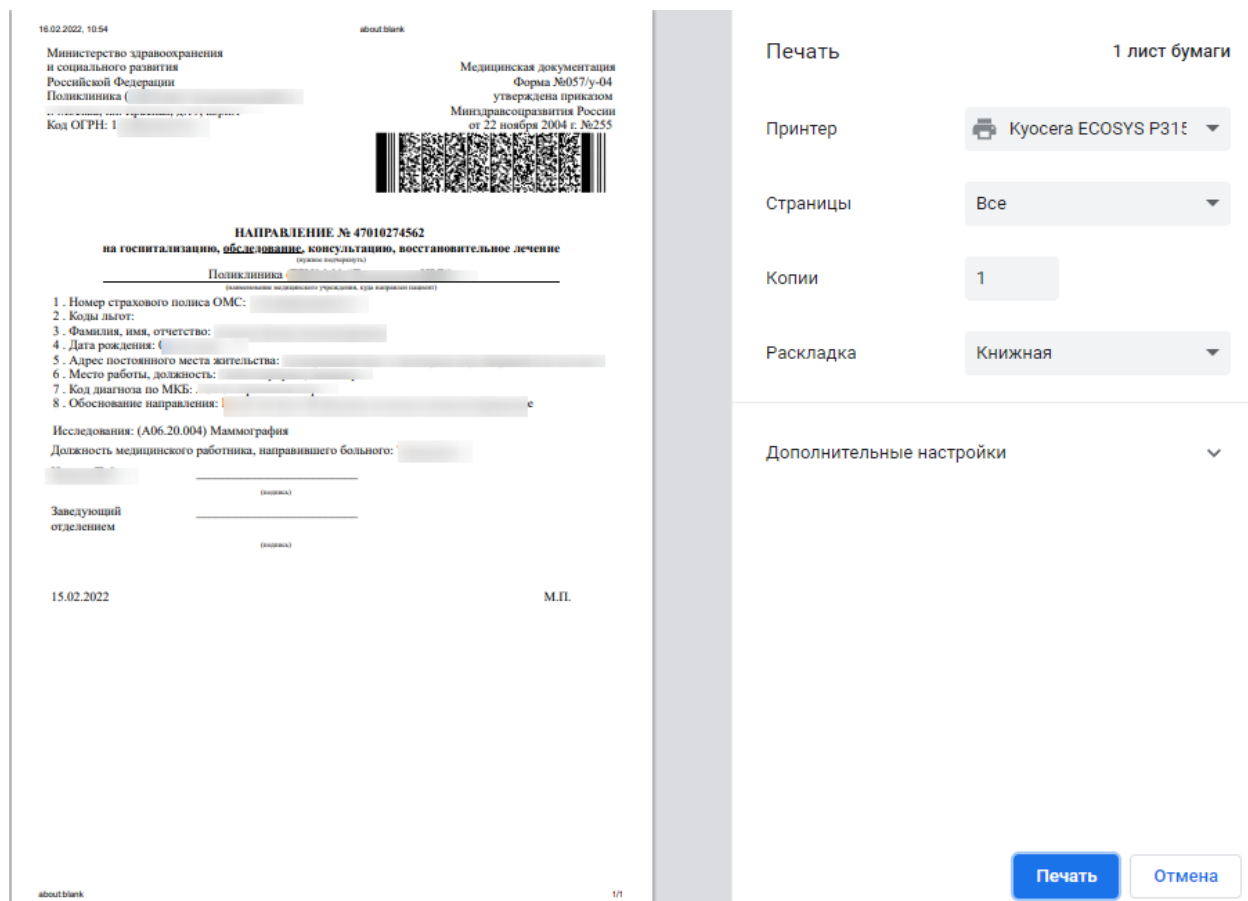 16.02.2022, 10:54
about:blank
Министерство здравоохранения
и социального развития
Российской Федерации
Поликлиника (
Код ОГРН: 1
Медицинская документация
Форма №057/у-04
утверждена приказом
Минздравсоцразвития России
от 22 ноября 2004 г. №255
НАПРАВЛЕНИЕ № 47010274562
на госпитализацию, обследование, консультацию, восстановительное лечение
(нужное подчеркнуть)
Поликлиника
(наименование медицинского учреждения, куда направлен пациент)
1 . Номер страхового полиса ОМС:
2 . Коды льгот:
3 . Фамилия, имя, отчетство:
4 . Дата рождения:
5 . Адрес постоянного места жительства:
6 . Место работы, должность:
7 . Код диагноза по МКБ:
8 . Обоснование направления: е
Исследования: (A06.20.004) Маммография
Должность медицинского работника, направившего больного:
(подпись)
Заведующий
отделением
(подпись)
15.02.2022
М.П.
about:blank
1/1
Печать
1 лист бумаги
Принтер
Kyocera ECOSYS P315
Страницы
Все
Копии
1
Раскладка
Книжная
Дополнительные настройки
Печать
Отмена